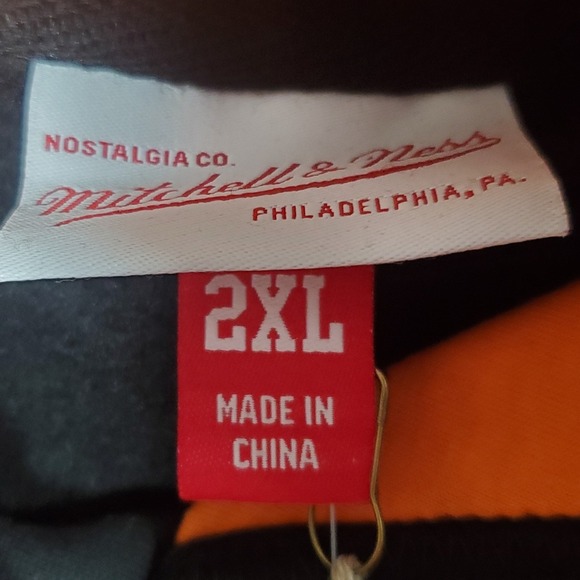 NOSTALGIA CO.
Mitchell & Ness
PHILADELPHIA, PA.
2XL
MADE IN
CHINA